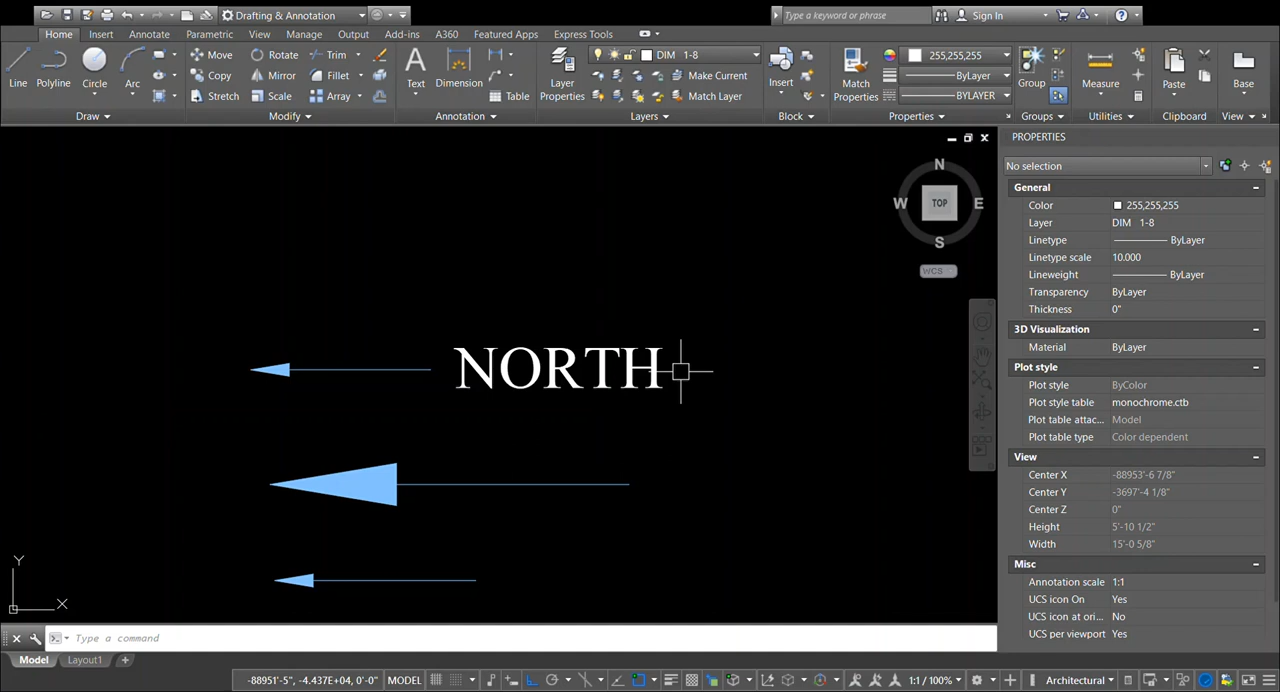 Drafting & Annotation
Type a keyword or phrase
Sign In
Home Insert Annotate Parametric View Manage Output Add-ins A360 Featured Apps Express Tools
Line Polyline Circle Arc
Move Rotate Trim
Copy Mirror Fillet
Stretch Scale Array
Text Dimension Table
Layer Properties
DIM 1-8
Make Current
Match Layer
Insert
Match Properties
255,255,255
ByLayer
BYLAYER
Group
Measure
Paste
Base
Draw Modify Annotation Layers Block Properties Groups Utilities Clipboard View
PROPERTIES
No selection
General
Color 255,255,255
Layer DIM 1-8
Linetype ByLayer
Linetype scale 10.000
Lineweight ByLayer
Transparency ByLayer
Thickness 0"
3D Visualization
Material ByLayer
Plot style
Plot style ByColor
Plot style table monochrome.ctb
Plot table attac... Model
Plot table type Color dependent
View
Center X -88953'-6 7/8"
Center Y -3697'-4 1/8"
Center Z 0"
Height 5'-10 1/2"
Width 15'-0 5/8"
Misc
Annotation scale 1:1
UCS icon On Yes
UCS icon at ori... No
UCS per viewport Yes
N
W TOP E
S
WCS
NORTH
Y
X
Type a command
Model Layout1
-88951'-5", -4.437E+04, 0'-0" MODEL 1:1 / 100% Architectural